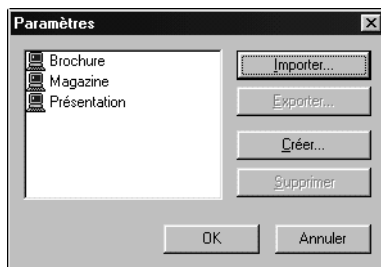 Paramètres
Brochure
Magazine
Présentation
Importer...
Exporter...
Créer...
Supprimer
OK
Annuler